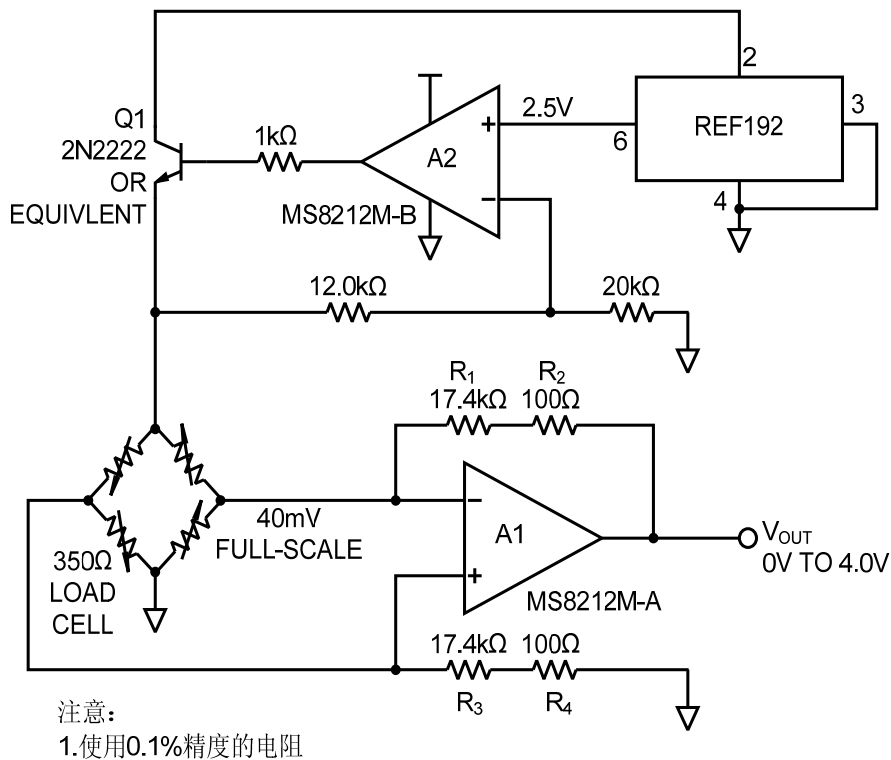 2
Q1
2N2222
OR
EQUIVLENT
1kΩ
A2
+
−
MS8212M-B
2.5V
6
REF192
3
4
12.0kΩ
20kΩ
R1
17.4kΩ
R2
100Ω
40mV
FULL-SCALE
350Ω
LOAD
CELL
−
A1
+
MS8212M-A
VOUT
0V TO 4.0V
17.4kΩ
100Ω
R3
R4
注意：
1.使用0.1%精度的电阻